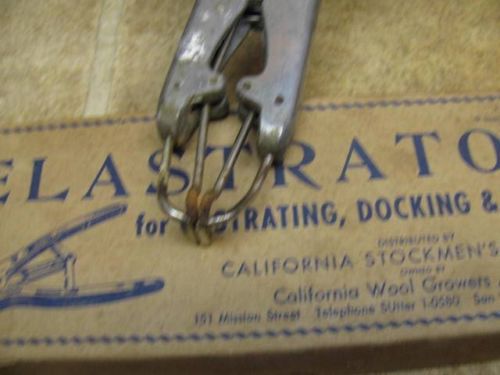 ELASTRATO
for STRATING, DOCKING &
DISTRIBUTED BY
CALIFORNIA STOCKMEN'S
OWNED BY
California Wool Growers
151 Mission Street Telephone SUtter 1-0580 San